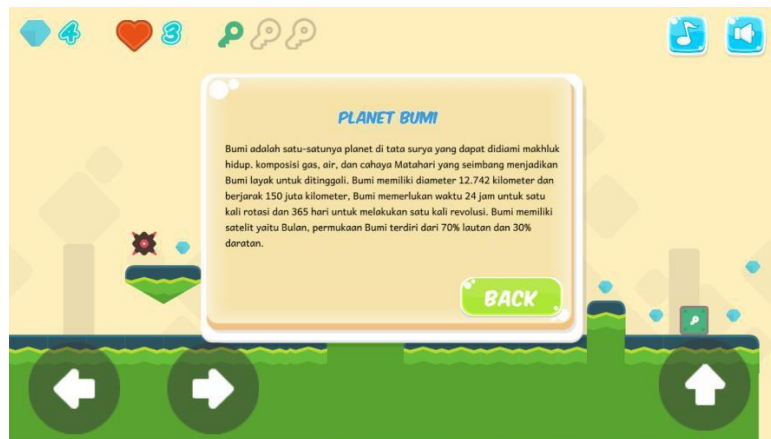 4 3
PLANET BUMI
Bumi adalah satu-satunya planet di tata surya yang dapat didiami makhluk
hidup. komposisi gas, air, dan cahaya Matahari yang seimbang menjadikan
Bumi layak untuk ditinggali. Bumi memiliki diameter 12.742 kilometer dan
berjarak 150 juta kilometer, Bumi memerlukan waktu 24 jam untuk satu
kali rotasi dan 365 hari untuk melakukan satu kali revolusi. Bumi memiliki
satelit yaitu Bulan, permukaan Bumi terdiri dari 70% lautan dan 30%
daratan.
BACK